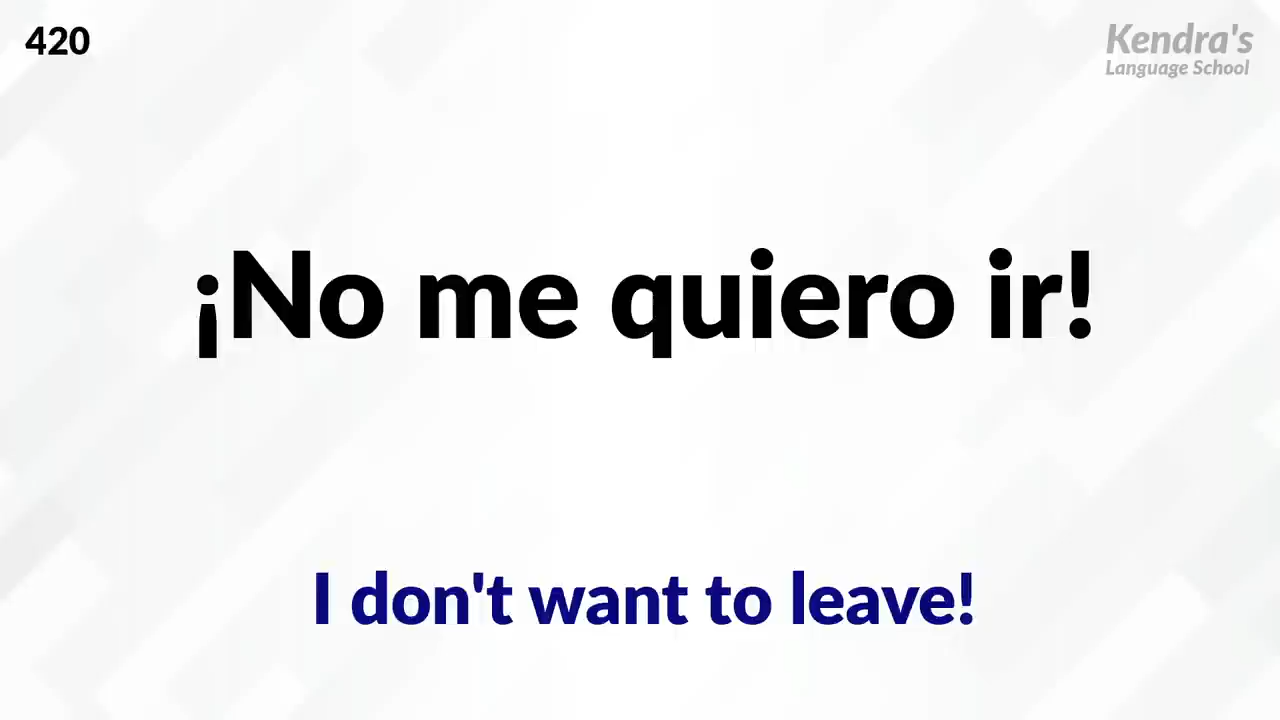 420
Kendra's
Language School
¡No me quiero ir!
I don't want to leave!